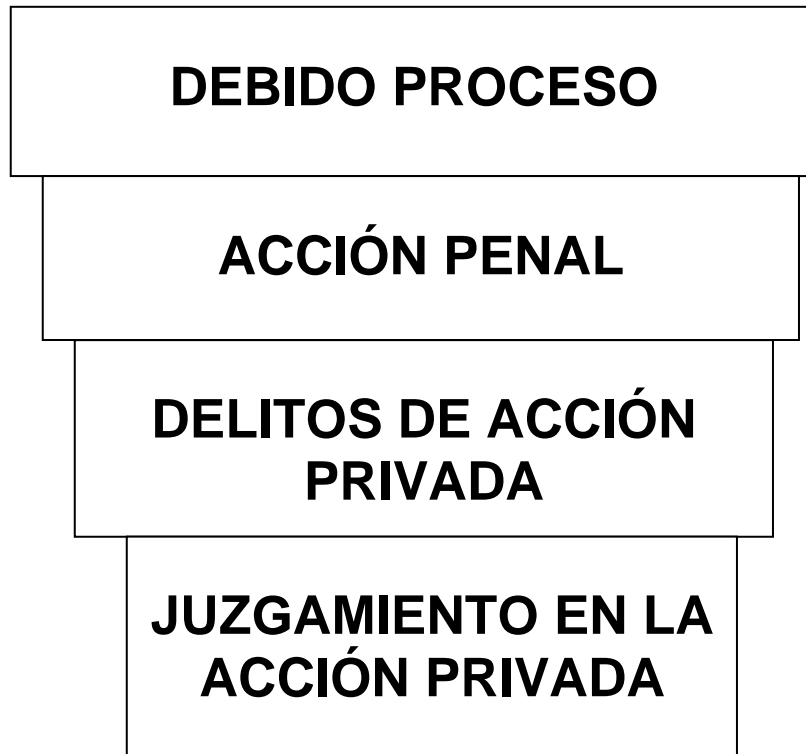 DEBIDO PROCESO
ACCIÓN PENAL
DELITOS DE ACCIÓN
PRIVADA
JUZGAMIENTO EN LA
ACCIÓN PRIVADA